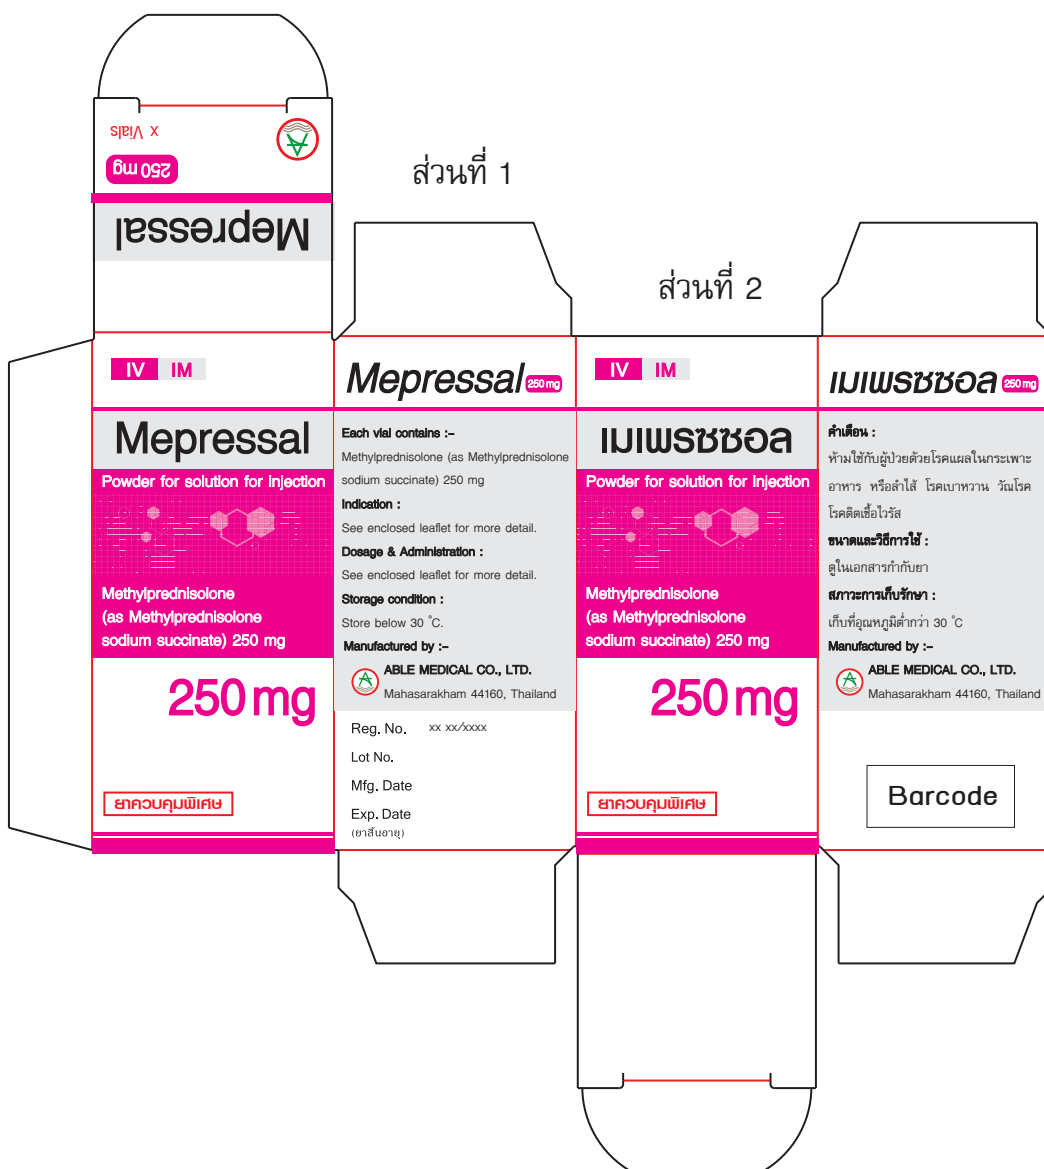 x Vials
250 mg
Mepressal
ส่วนที่ 1
ส่วนที่ 2
IV IM
Mepressal
Powder for solution for injection
Methylprednisolone
(as Methylprednisolone
sodium succinate) 250 mg
250 mg
ยาควบคุมพิเศษ
Mepressal 250 mg
Each vial contains :-
Methylprednisolone (as Methylprednisolone
sodium succinate) 250 mg
Indication :
See enclosed leaflet for more detail.
Dosage & Administration :
See enclosed leaflet for more detail.
Storage condition :
Store below 30 °C.
Manufactured by :-
ABLE MEDICAL CO., LTD.
Mahasarakham 44160, Thailand
Reg. No. xx xx/xxxx
Lot No.
Mfg. Date
Exp. Date
(ยาสิ้นอายุ)
IV IM
เมเพรซซอล
Powder for solution for injection
Methylprednisolone
(as Methylprednisolone
sodium succinate) 250 mg
250 mg
ยาควบคุมพิเศษ
เมเพรซซอล 250 mg
คำเตือน :
ห้ามใช้กับผู้ป่วยด้วยโรคแผลในกระเพาะ
อาหาร หรือลำไส้ โรคเบาหวาน วัณโรค
โรคติดเชื้อไวรัส
ขนาดและวิธีการใช้ :
ดูในเอกสารกำกับยา
สภาวะการเก็บรักษา :
เก็บที่อุณหภูมิต่ำกว่า 30 °C
Manufactured by :-
ABLE MEDICAL CO., LTD.
Mahasarakham 44160, Thailand
Barcode